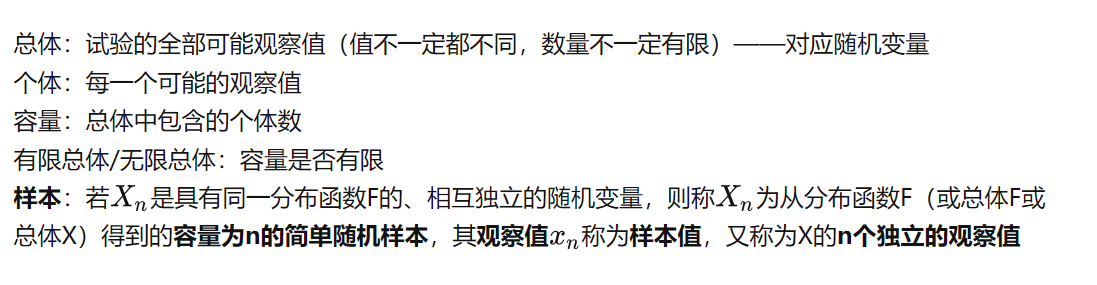 总体：试验的全部可能观察值（值不一定都不同，数量不一定有限）——对应随机变量
个体：每一个可能的观察值
容量：总体中包含的个体数
有限总体/无限总体：容量是否有限
样本：若Xₙ是具有同一分布函数F的、相互独立的随机变量，则称Xₙ为从分布函数F（或总体F或
总体X）得到的容量为n的简单随机样本，其观察值xₙ称为样本值，又称为X的n个独立的观察值